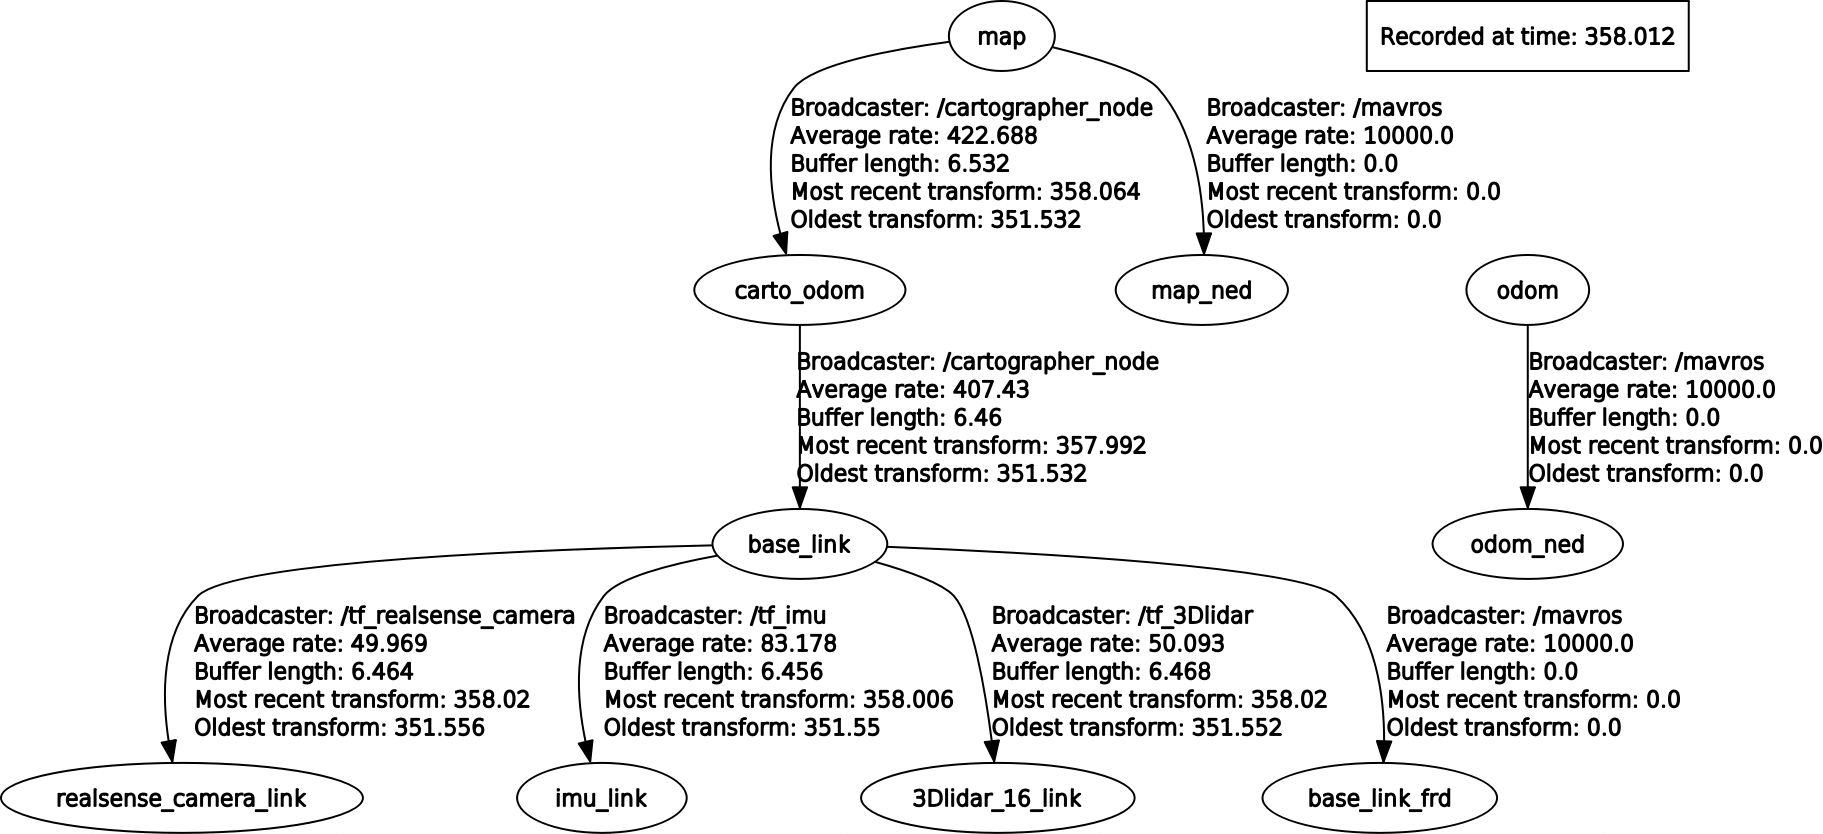 map
Recorded at time: 358.012
Broadcaster: /cartographer_node
Average rate: 422.688
Buffer length: 6.532
Most recent transform: 358.064
Oldest transform: 351.532
Broadcaster: /mavros
Average rate: 10000.0
Buffer length: 0.0
Most recent transform: 0.0
Oldest transform: 0.0
carto_odom
map_ned
odom
Broadcaster: /cartographer_node
Average rate: 407.43
Buffer length: 6.46
Most recent transform: 357.992
Oldest transform: 351.532
Broadcaster: /mavros
Average rate: 10000.0
Buffer length: 0.0
Most recent transform: 0.0
Oldest transform: 0.0
base_link
odom_ned
Broadcaster: /tf_realsense_camera
Average rate: 49.969
Buffer length: 6.464
Most recent transform: 358.02
Oldest transform: 351.556
Broadcaster: /tf_imu
Average rate: 83.178
Buffer length: 6.456
Most recent transform: 358.006
Oldest transform: 351.55
Broadcaster: /tf_3Dlidar
Average rate: 50.093
Buffer length: 6.468
Most recent transform: 358.02
Oldest transform: 351.552
Broadcaster: /mavros
Average rate: 10000.0
Buffer length: 0.0
Most recent transform: 0.0
Oldest transform: 0.0
realsense_camera_link
imu_link
3Dlidar_16_link
base_link_frd